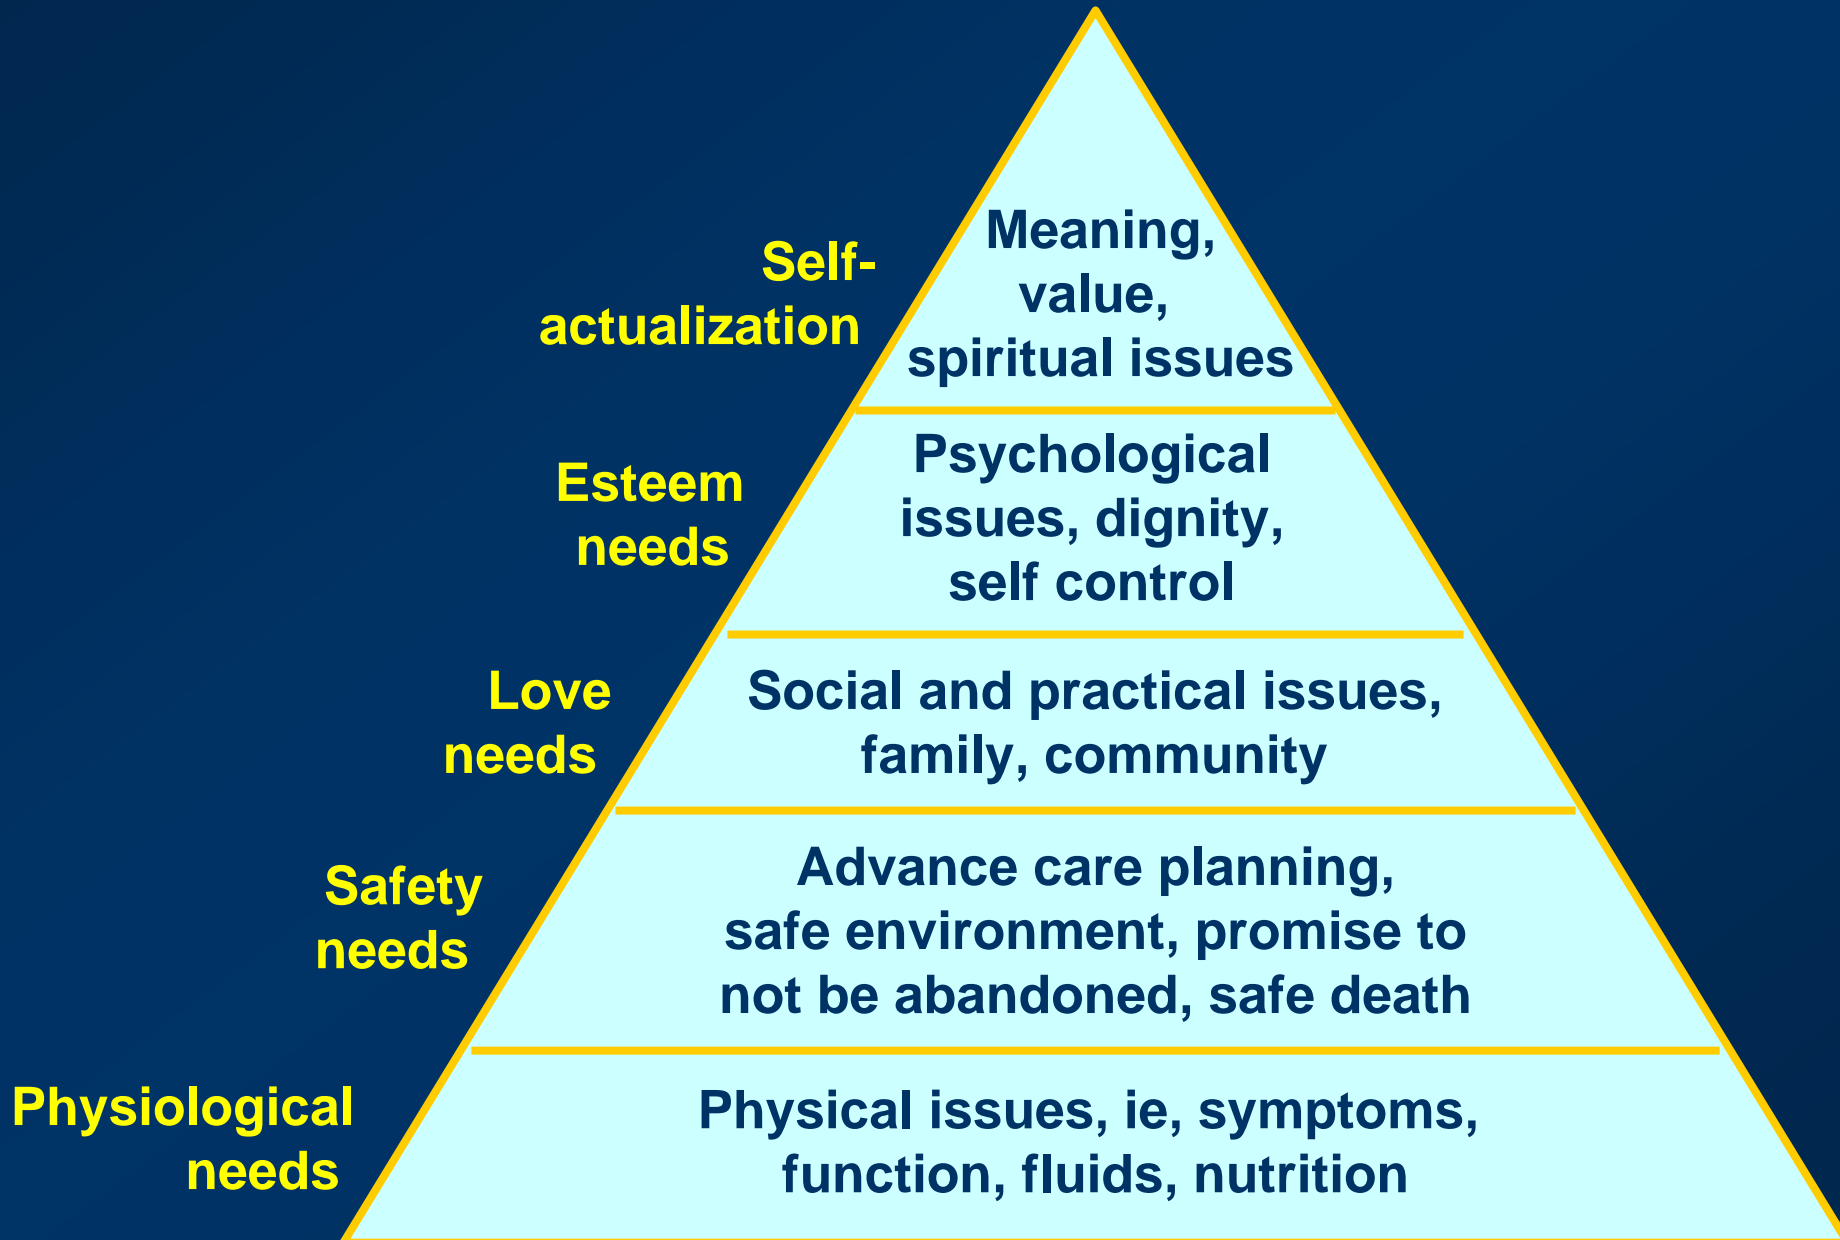 Self-
actualization
Meaning,
value,
spiritual issues
Esteem
needs
Psychological
issues, dignity,
self control
Love
needs
Social and practical issues,
family, community
Safety
needs
Advance care planning,
safe environment, promise to
not be abandoned, safe death
Physiological
needs
Physical issues, ie, symptoms,
function, fluids, nutrition